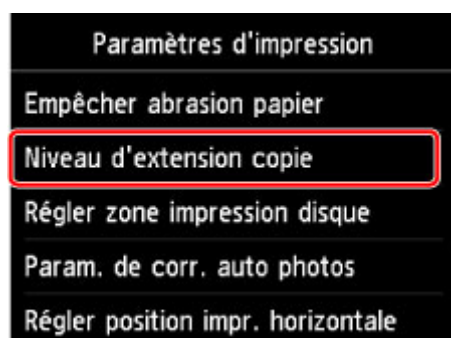 Paramètres d'impression
Empêcher abrasion papier
Niveau d'extension copie
Régler zone impression disque
Param. de corr. auto photos
Régler position impr. horizontale